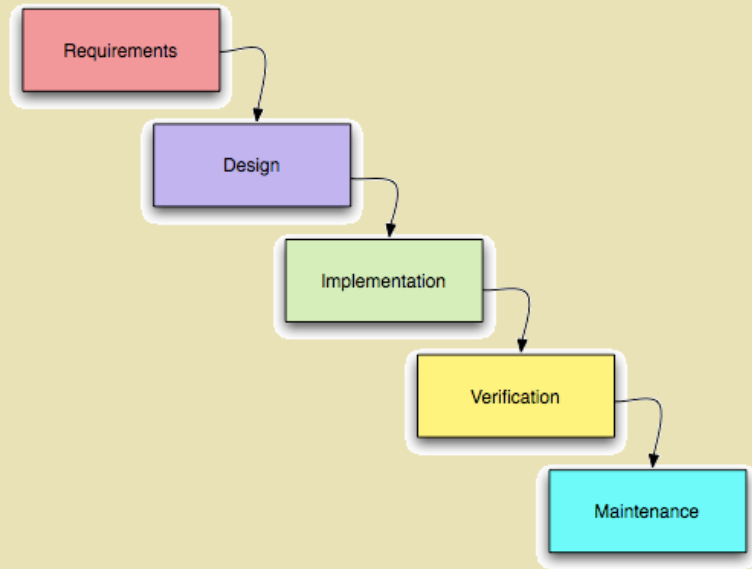 Requirements
Design
Implementation
Verification
Maintenance